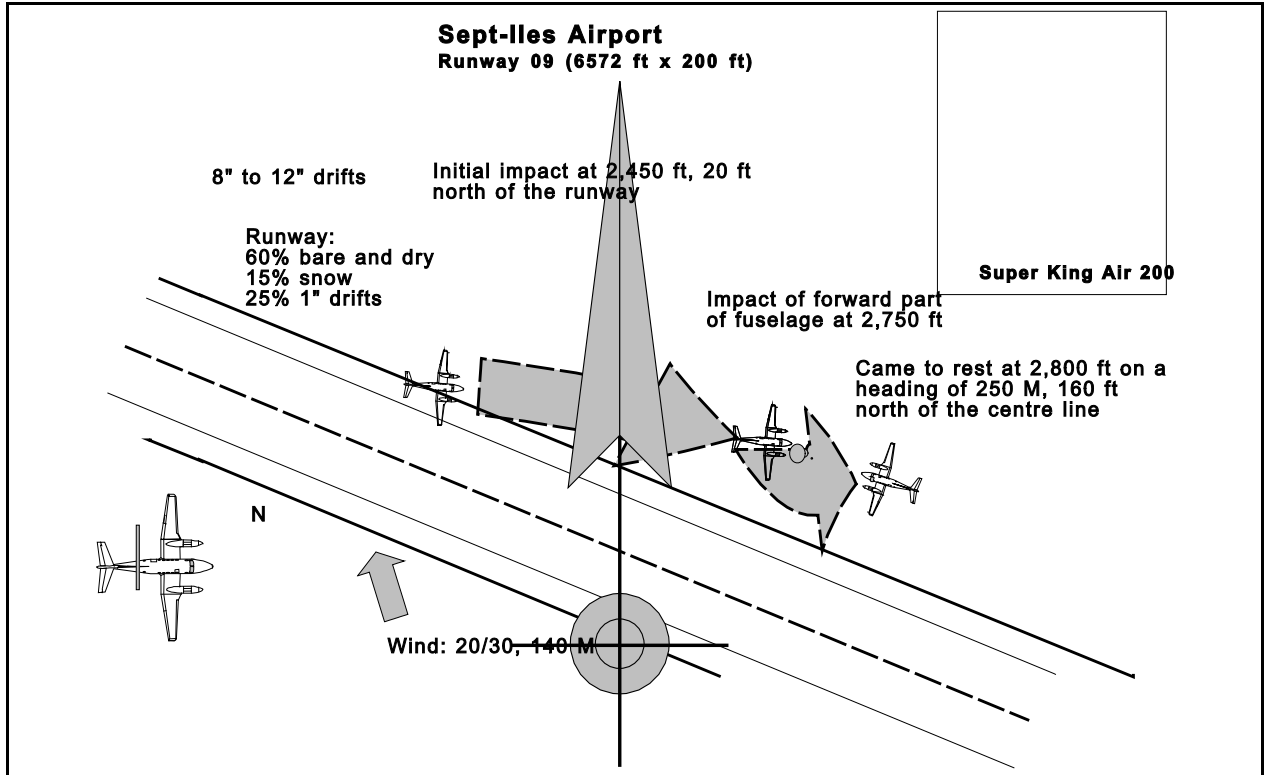 Sept-Iles Airport
Runway 09 (6572 ft x 200 ft)
8" to 12" drifts
Initial impact at 2,450 ft, 20 ft
north of the runway
Runway:
60% bare and dry
15% snow
25% 1" drifts
Super King Air 200
Impact of forward part
of fuselage at 2,750 ft
Came to rest at 2,800 ft on a
heading of 250 M, 160 ft
north of the centre line
N
Wind: 20/30, 140 M